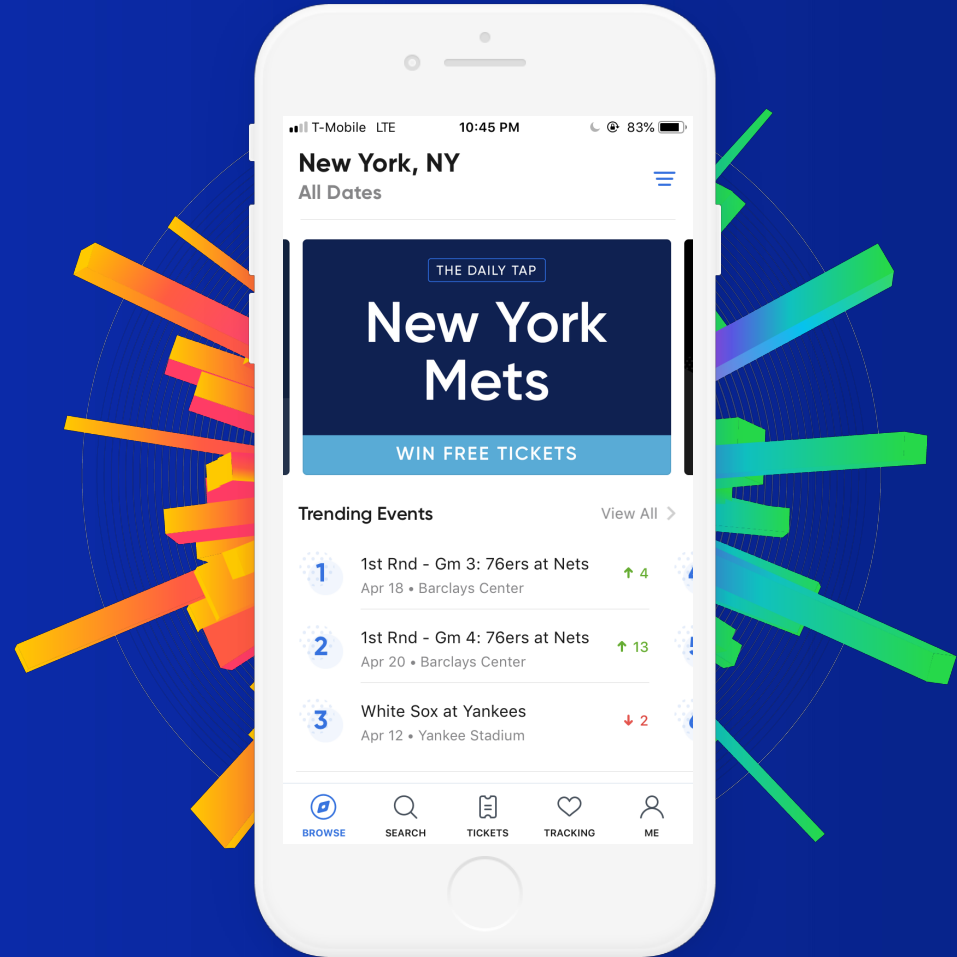 T-Mobile LTE 10:45 PM 83%
New York, NY
All Dates
THE DAILY TAP
New York
Mets
WIN FREE TICKETS
Trending Events View All
1 1st Rnd - Gm 3: 76ers at Nets 4
Apr 18 • Barclays Center
2 1st Rnd - Gm 4: 76ers at Nets 13
Apr 20 • Barclays Center
3 White Sox at Yankees 2
Apr 12 • Yankee Stadium
BROWSE SEARCH TICKETS TRACKING ME